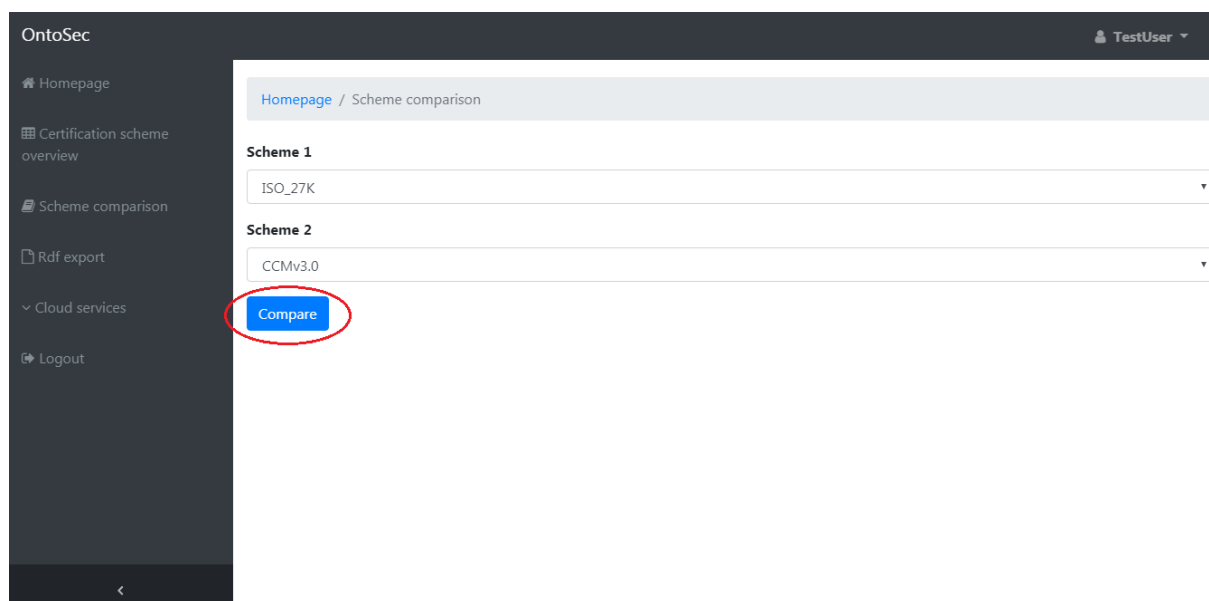 OntoSec
TestUser
Homepage
Certification scheme
overview
Scheme comparison
Rdf export
Cloud services
Logout
Homepage / Scheme comparison
Scheme 1
ISO_27K
Scheme 2
CCMv3.0
Compare